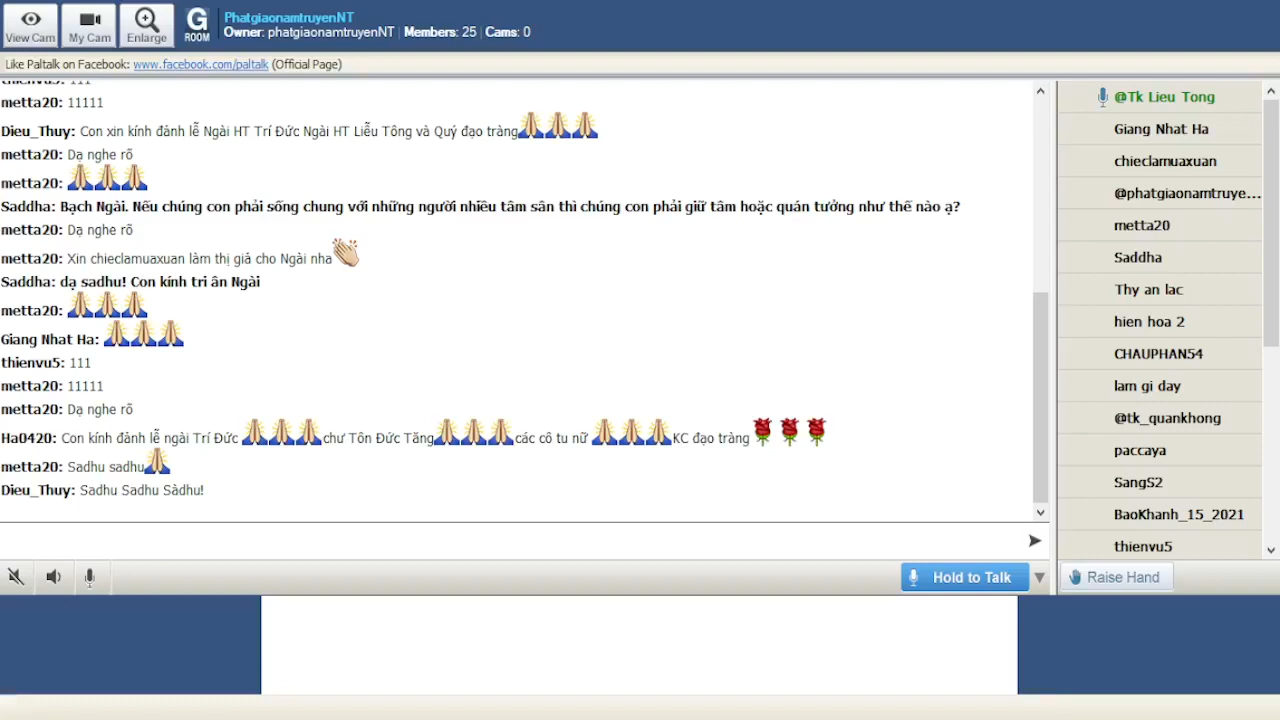 View Cam
My Cam
Enlarge
G
ROOM
PhatgiaonamtruyenNT
Owner: phatgiaonamtruyenNT | Members: 25 | Cams: 0
Like Paltalk on Facebook: www.facebook.com/paltalk (Official Page)
thienvu5: 111
metta20: 11111
Dieu_Thuy: Con xin kính đảnh lễ Ngài HT Trí Đức Ngài HT Liễu Tông và Quý đạo tràng
metta20: Dạ nghe rõ
metta20:
Saddha: Bạch Ngài. Nếu chúng con phải sống chung với những người nhiều tâm sân thì chúng con phải giữ tâm hoặc quán tưởng như thế nào ạ?
metta20: Dạ nghe rõ
metta20: Xin chieclamuaxuan làm thị giả cho Ngài nha
Saddha: dạ sadhu! Con kính tri ân Ngài
metta20:
Giang Nhat Ha:
thienvu5: 111
metta20: 11111
metta20: Dạ nghe rõ
Ha0420: Con kính đảnh lễ ngài Trí Đức chư Tôn Đức Tăng các cô tu nữ KC đạo tràng
metta20: Sadhu sadhu
Dieu_Thuy: Sadhu Sadhu Sàdhu!
Hold to Talk
@Tk Lieu Tong
Giang Nhat Ha
chieclamuaxuan
@phatgiaonamtruye...
metta20
Saddha
Thy an lac
hien hoa 2
CHAUPHAN54
lam gi day
@tk_quankhong
paccaya
SangS2
BaoKhanh_15_2021
thienvu5
Raise Hand